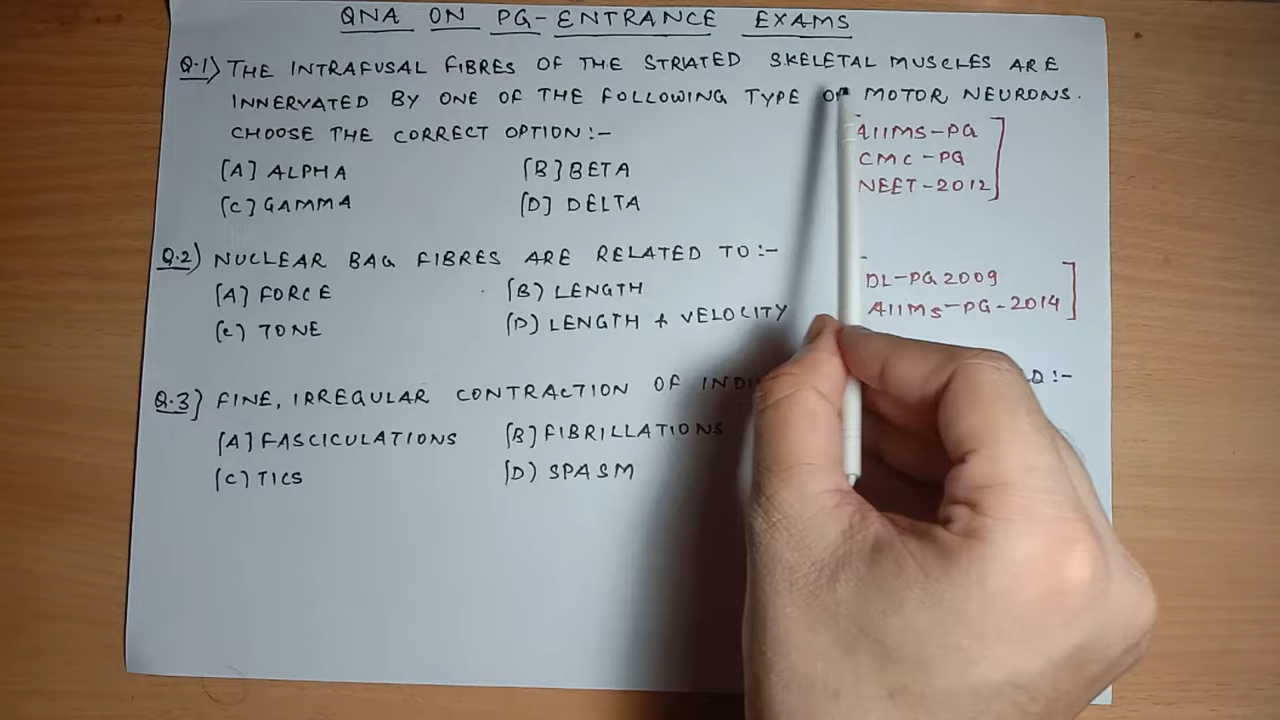 QNA ON PG-ENTRANCE EXAMS
Q.1) THE INTRAFUSAL FIBRES OF THE STRIATED SKELETAL MUSCLES ARE
INNERVATED BY ONE OF THE FOLLOWING TYPE OF MOTOR NEURONS.
CHOOSE THE CORRECT OPTION:-
[A] ALPHA [B] BETA
[C] GAMMA [D] DELTA
AIIMS-PG
CMC-PG
NEET-2012
Q.2) NUCLEAR BAG FIBRES ARE RELATED TO:-
[A] FORCE [B] LENGTH
[C] TONE [D] LENGTH + VELOCITY
DL-PG 2009
AIIMS-PG-2014
Q.3] FINE, IRREGULAR CONTRACTION OF :-
[A] FASCICULATIONS [B] FIBRILLATIONS
[C] TICS [D] SPASM